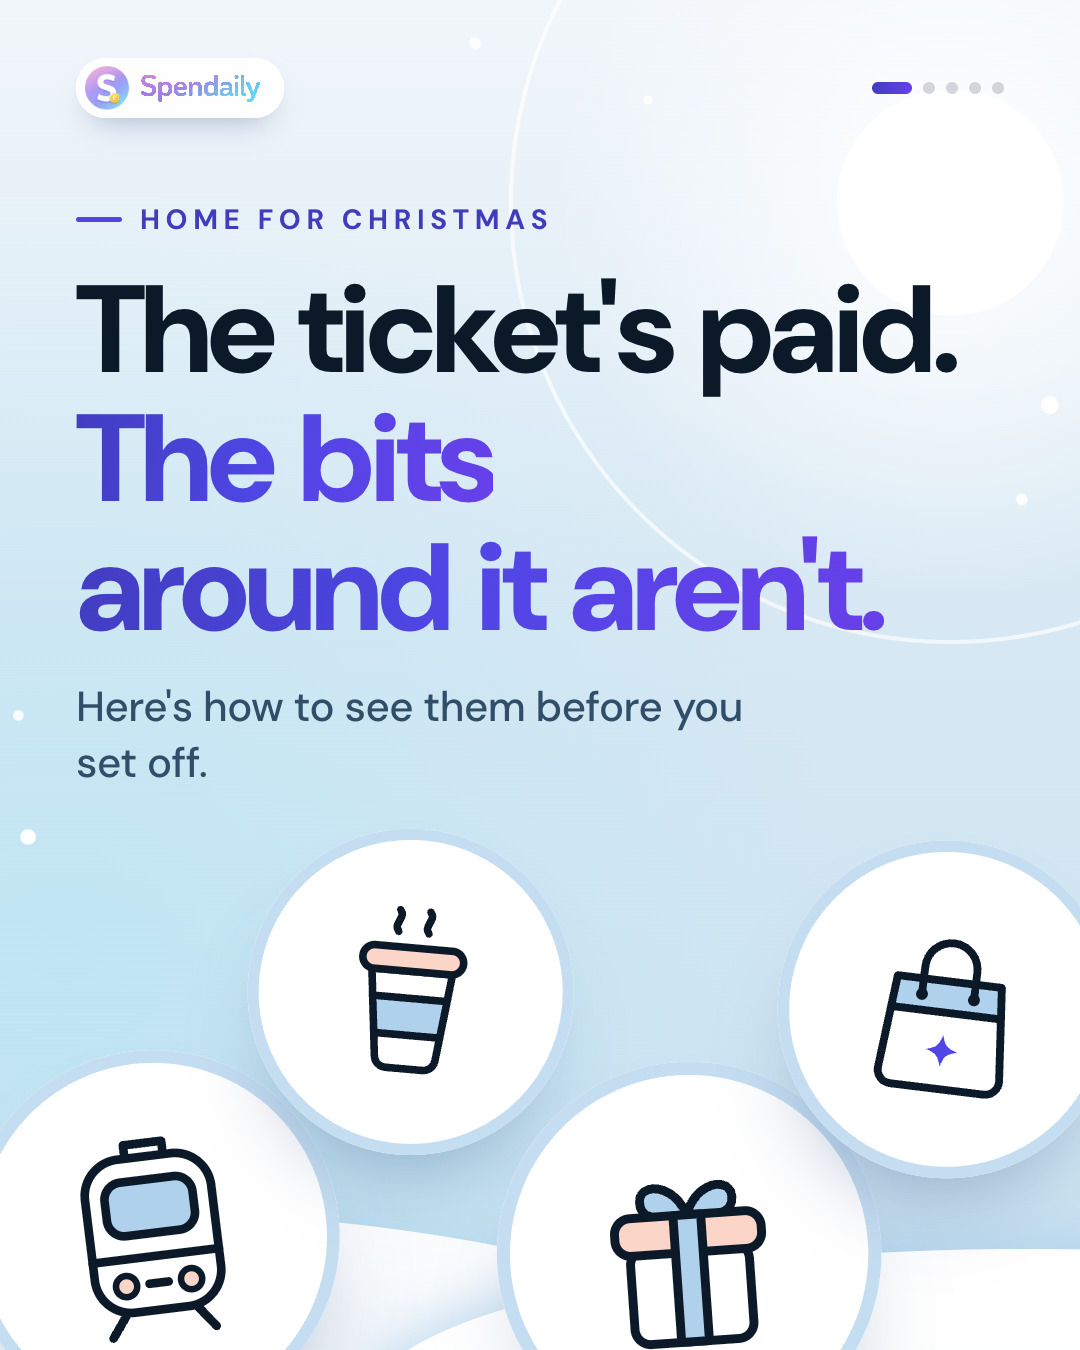 Spendaily
HOME FOR CHRISTMAS
The ticket's paid.
The bits
around it aren't.
Here's how to see them before you
set off.